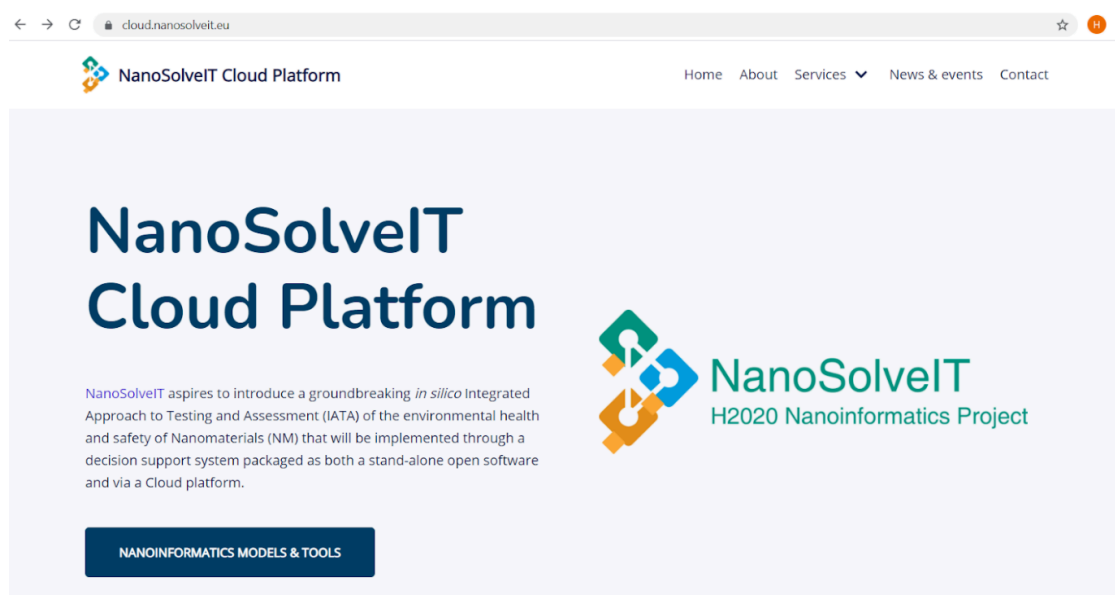 cloud.nanosolveit.eu
H
NanoSolveIT Cloud Platform
Home About Services News & events Contact
NanoSolveIT
Cloud Platform
NanoSolveIT aspires to introduce a groundbreaking in silico Integrated
Approach to Testing and Assessment (IATA) of the environmental health
and safety of Nanomaterials (NM) that will be implemented through a
decision support system packaged as both a stand-alone open software
and via a Cloud platform.
NANOINFORMATICS MODELS & TOOLS
NanoSolveIT
H2020 Nanoinformatics Project